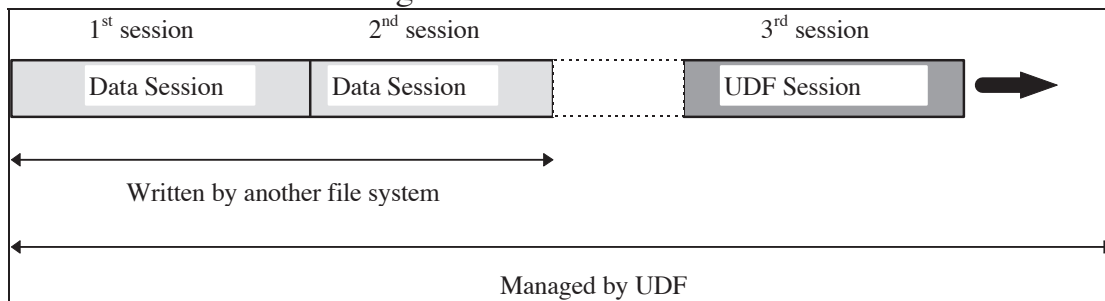 1st session 2nd session 3rd session
Data Session Data Session UDF Session
Written by another file system
Managed by UDF